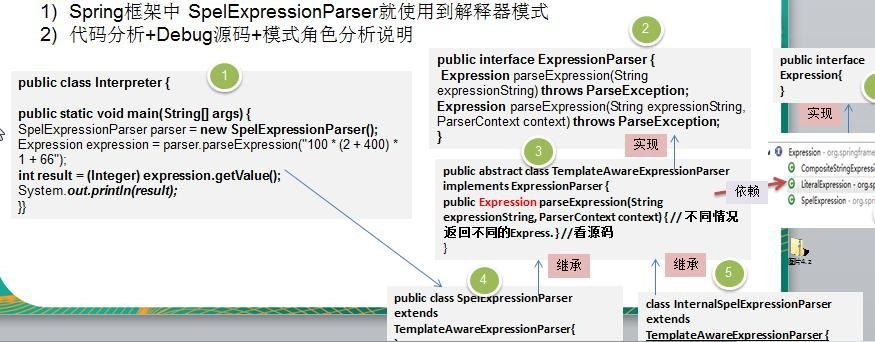 1) Spring框架中 SpelExpressionParser就使用到解释器模式
2) 代码分析+Debug源码+模式角色分析说明
1
public class Interpreter {
public static void main(String[] args) {
SpelExpressionParser parser = new SpelExpressionParser();
Expression expression = parser.parseExpression("100 * (2 + 400) *
1 + 66");
int result = (Integer) expression.getValue();
System.out.println(result);
}}
2
public interface ExpressionParser {
Expression parseExpression(String
expressionString) throws ParseException;
Expression parseExpression(String expressionString,
ParserContext context) throws ParseException;
}
实现
3
public abstract class TemplateAwareExpressionParser
implements ExpressionParser {
public Expression parseExpression(String
expressionString, ParserContext context) { // 不同情况
返回不同的Express. } //看源码
}
依赖
public interface
Expression{
}
实现
Expression - org.springframe
CompositeStringExpressi
LiteralExpression - org.sp
SpelExpression - org.spri
图片4.z
继承
继承
4
public class SpelExpressionParser
extends
TemplateAwareExpressionParser{
5
class InternalSpelExpressionParser
extends
TemplateAwareExpressionParser {